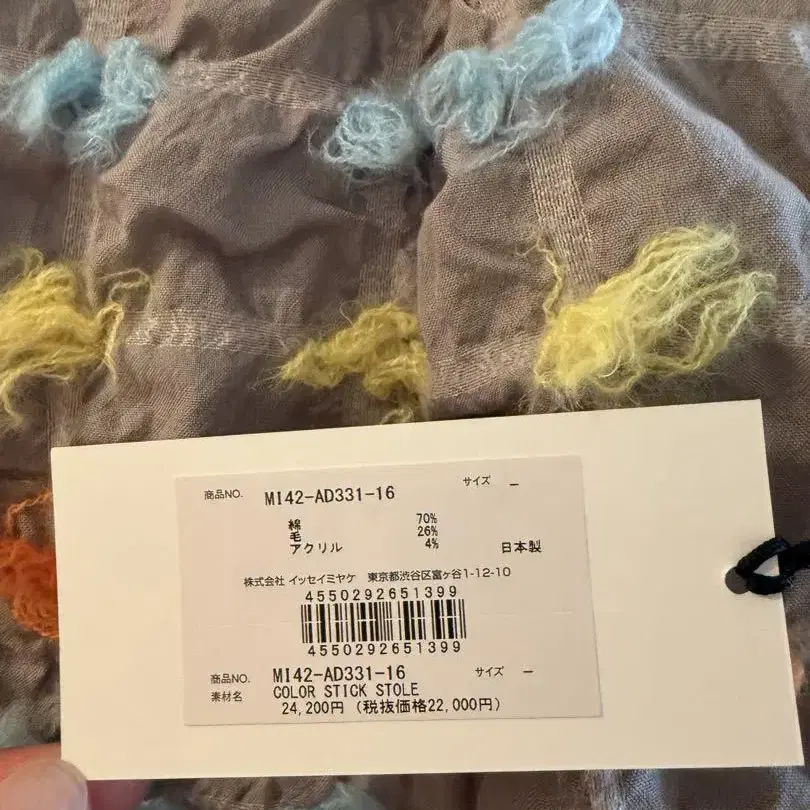 商品NO. MI42-AD331-16 サイズ –
綿 70%
毛 26%
アクリル 4% 日本製
株式会社 イッセイミヤケ 東京都渋谷区富ヶ谷1-12-10
4550292651399
4550292651399
商品NO. MI42-AD331-16 サイズ –
素材名 COLOR STICK STOLE
24,200円 (税抜価格22,000円)